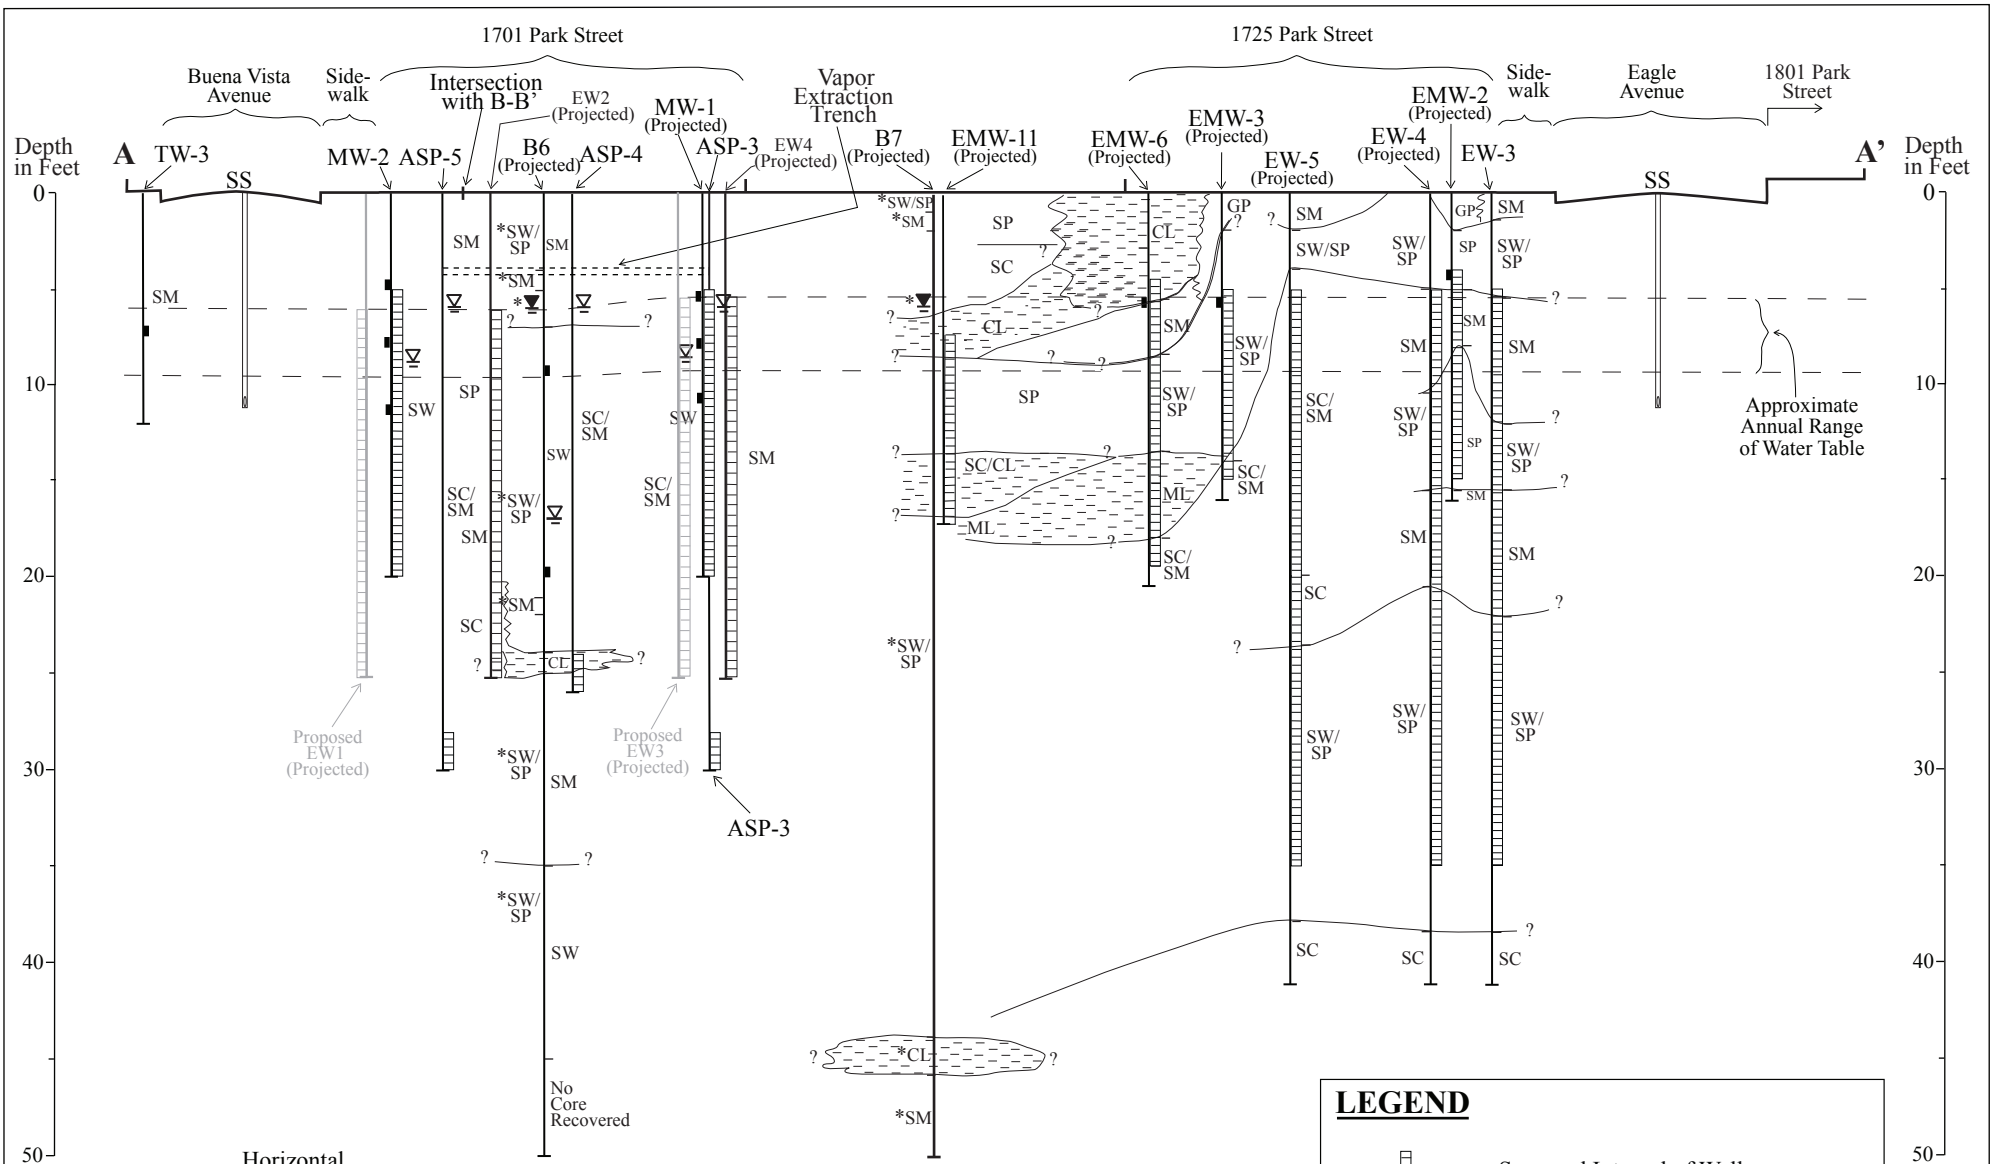 1701 Park Street
1725 Park Street
Buena Vista
Avenue
Side-
walk
Intersection
with B-B'
EW2
(Projected)
MW-1
(Projected)
Vapor
Extraction
Trench
EMW-2
(Projected)
Side-
walk
Eagle
Avenue
1801 Park
Street
Depth
in Feet
A
TW-3
SS
MW-2
ASP-5
B6
(Projected)
ASP-4
ASP-3
EW4
(Projected)
B7
(Projected)
EMW-11
(Projected)
EMW-6
(Projected)
EMW-3
(Projected)
EW-5
(Projected)
EW-4
(Projected)
EW-3
SS
A'
Depth
in Feet
0
10
20
30
40
50
0
10
20
30
40
50
SM
SW
SM
SP
SC/
SM
SM
SC
?
*SW/
SP
*SM
*
?
*SW/
SP
*SM
CL
?
*SW/
SP
?
?
*SW/
SP
SM
?
SW
SM
SW
No
Core
Recovered
SC/
SM
SW
SC/
SM
SM
Proposed
EW1
(Projected)
Proposed
EW3
(Projected)
ASP-3
*SW/SP
*SM
*
?
?
?
?
*SW/
SP
?
*CL
?
*SM
SP
?
SC
CL
?
?
?
SP
SC/CL
?
ML
?
CL
SM
SW/
SP
ML
SC/
SM
GP
?
SW/
SP
SC/
SM
?
SM
SW/SP
SC/
SM
SC
?
SW/
SP
SC
SW/
SP
SM
SW/
SP
SM
SW/
SP
SC
GP
SP
SM
SP
SM
SM
SW/
SP
?
SM
?
SW/
SP
?
SM
?
SW/
SP
?
SC
Approximate
Annual Range
of Water Table
Horizontal
LEGEND